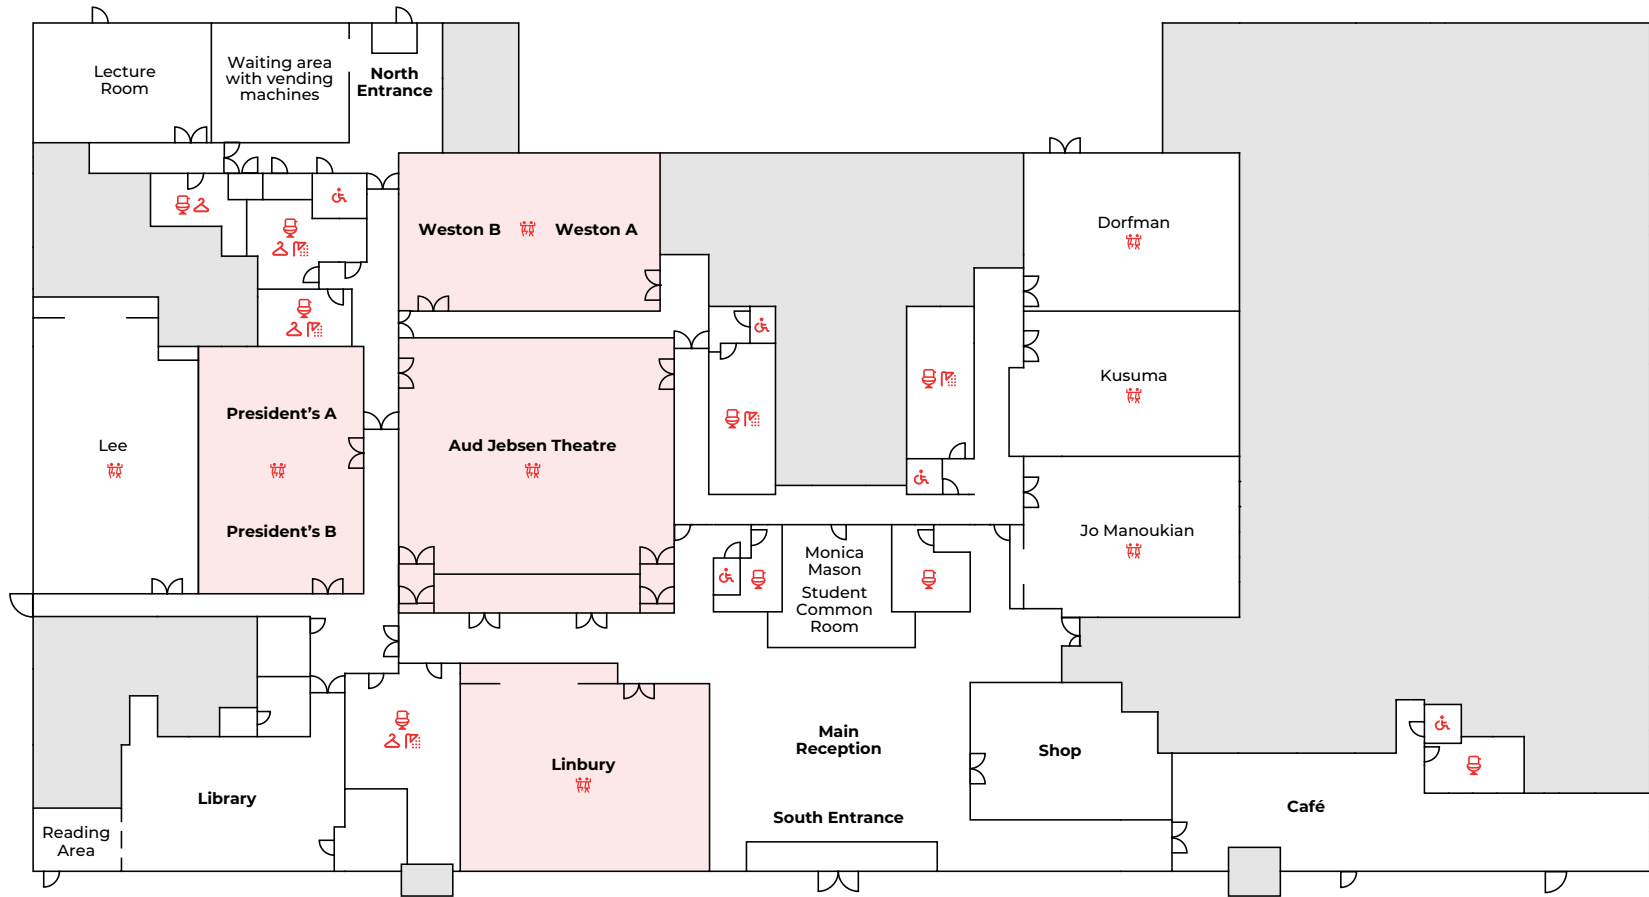 Lecture
Room
Waiting area
with vending
machines
North
Entrance
Weston B
Weston A
Dorfman
Kusuma
President’s A
Lee
President’s B
Aud Jebsen Theatre
Jo Manoukian
Monica
Mason
Student
Common
Room
Main
Reception
Shop
Linbury
Library
South Entrance
Café
Reading
Area